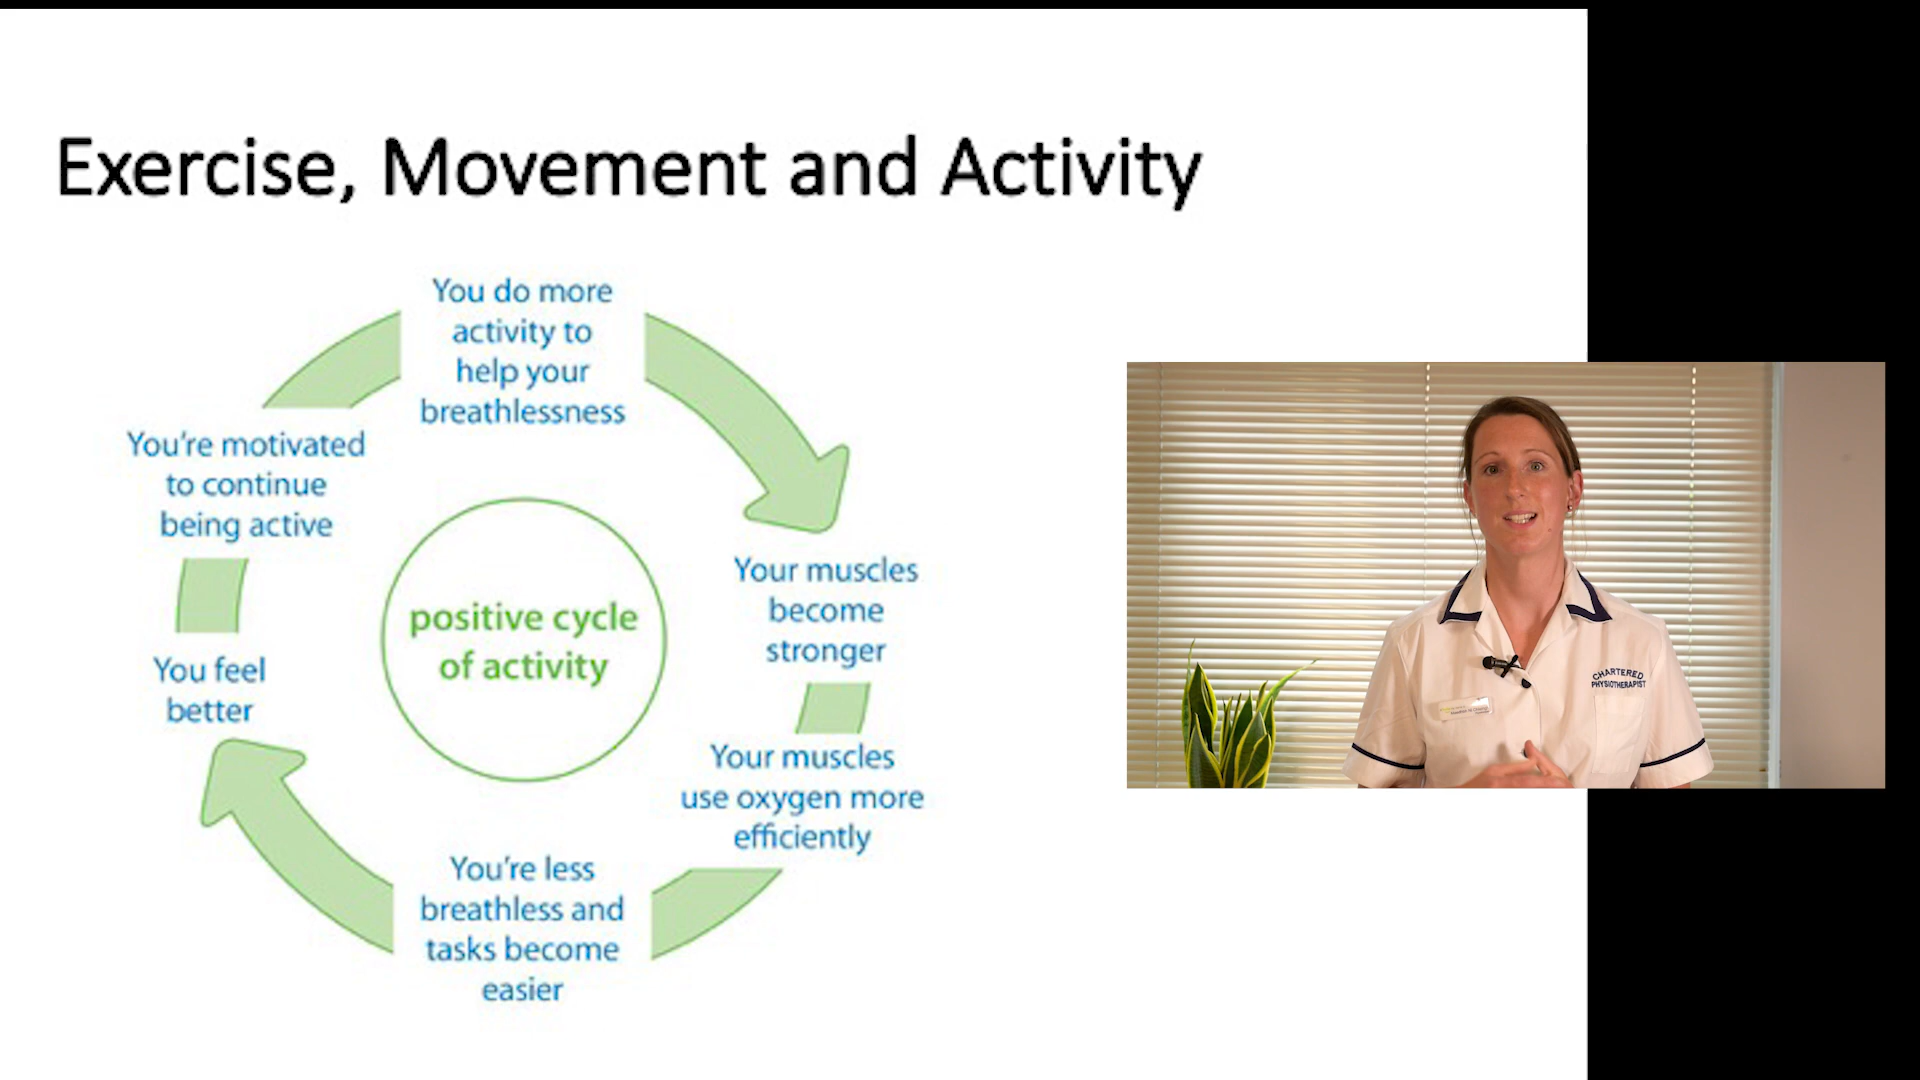 Exercise, Movement and Activity
You do more
activity to
help your
breathlessness
Your muscles
become
stronger
Your muscles
use oxygen more
efficiently
You're less
breathless and
tasks become
easier
You feel
better
You're motivated
to continue
being active
positive cycle
of activity
CHARTERED
PHYSIOTHERAPIST